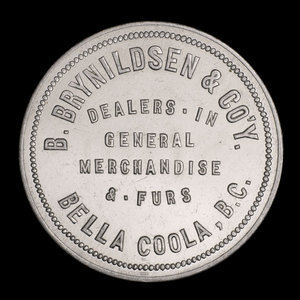 B. BRYNILDSEN & CO'Y.
DEALERS. IN
GENERAL
MERCHANDISE
& . FURS
BELLA COOLA, B.C.